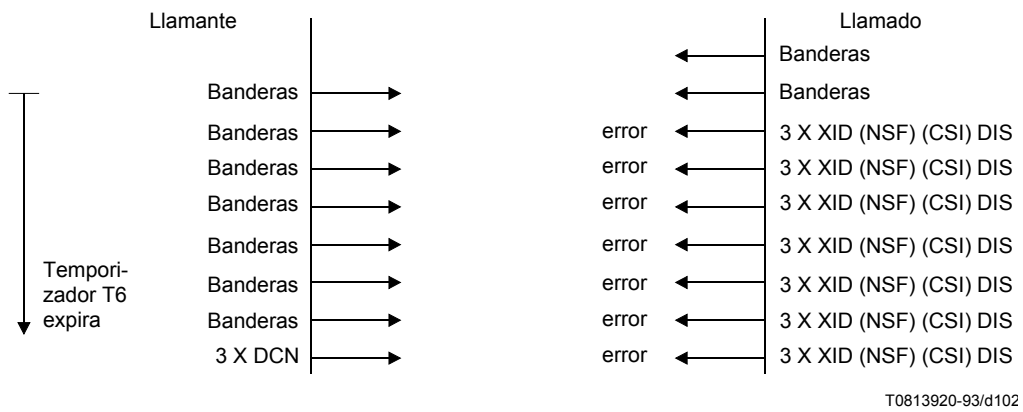 Llamante Llamado
Banderas
Banderas Banderas
Banderas error 3 X XID (NSF) (CSI) DIS
Banderas error 3 X XID (NSF) (CSI) DIS
Banderas error 3 X XID (NSF) (CSI) DIS
Banderas error 3 X XID (NSF) (CSI) DIS
Tempori-
zador T6
expira
Banderas error 3 X XID (NSF) (CSI) DIS
Banderas error 3 X XID (NSF) (CSI) DIS
3 X DCN error 3 X XID (NSF) (CSI) DIS
T0813920-93/d102